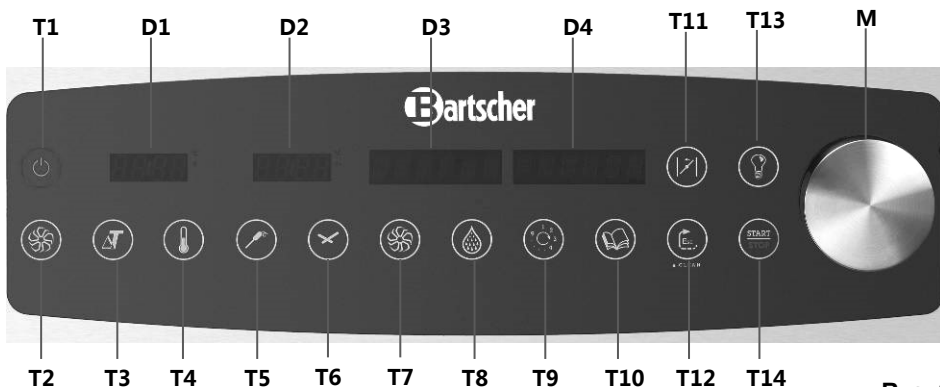 T1 D1 D2 D3 D4 T11 T13 M
Bartscher
ESC
▲ CLEAN
START
STOP
T2 T3 T4 T5 T6 T7 T8 T9 T10 T12 T14